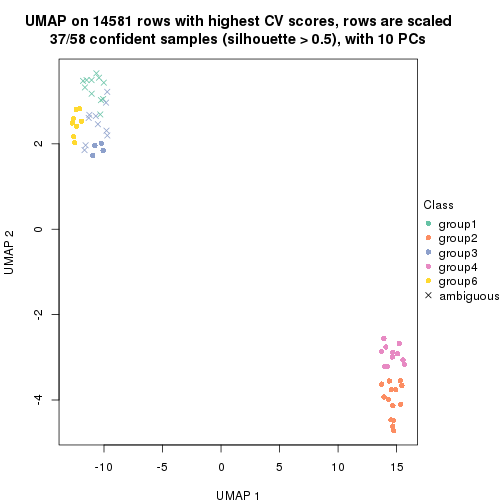 UMAP on 14581 rows with highest CV scores, rows are scaled
37/58 confident samples (silhouette > 0.5), with 10 PCs
UMAP 2
2
0
-2
-4
-10
-5
0
5
10
15
UMAP 1
Class
group1
group2
group3
group4
group6
ambiguous